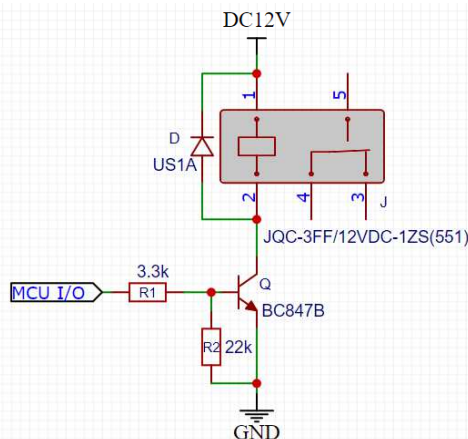 DC12V
1
5
D
US1A
2
4
3
J
JQC-3FF/12VDC-1ZS(551)
3.3k
MCU I/O
R1
Q
BC847B
R2
22k
GND